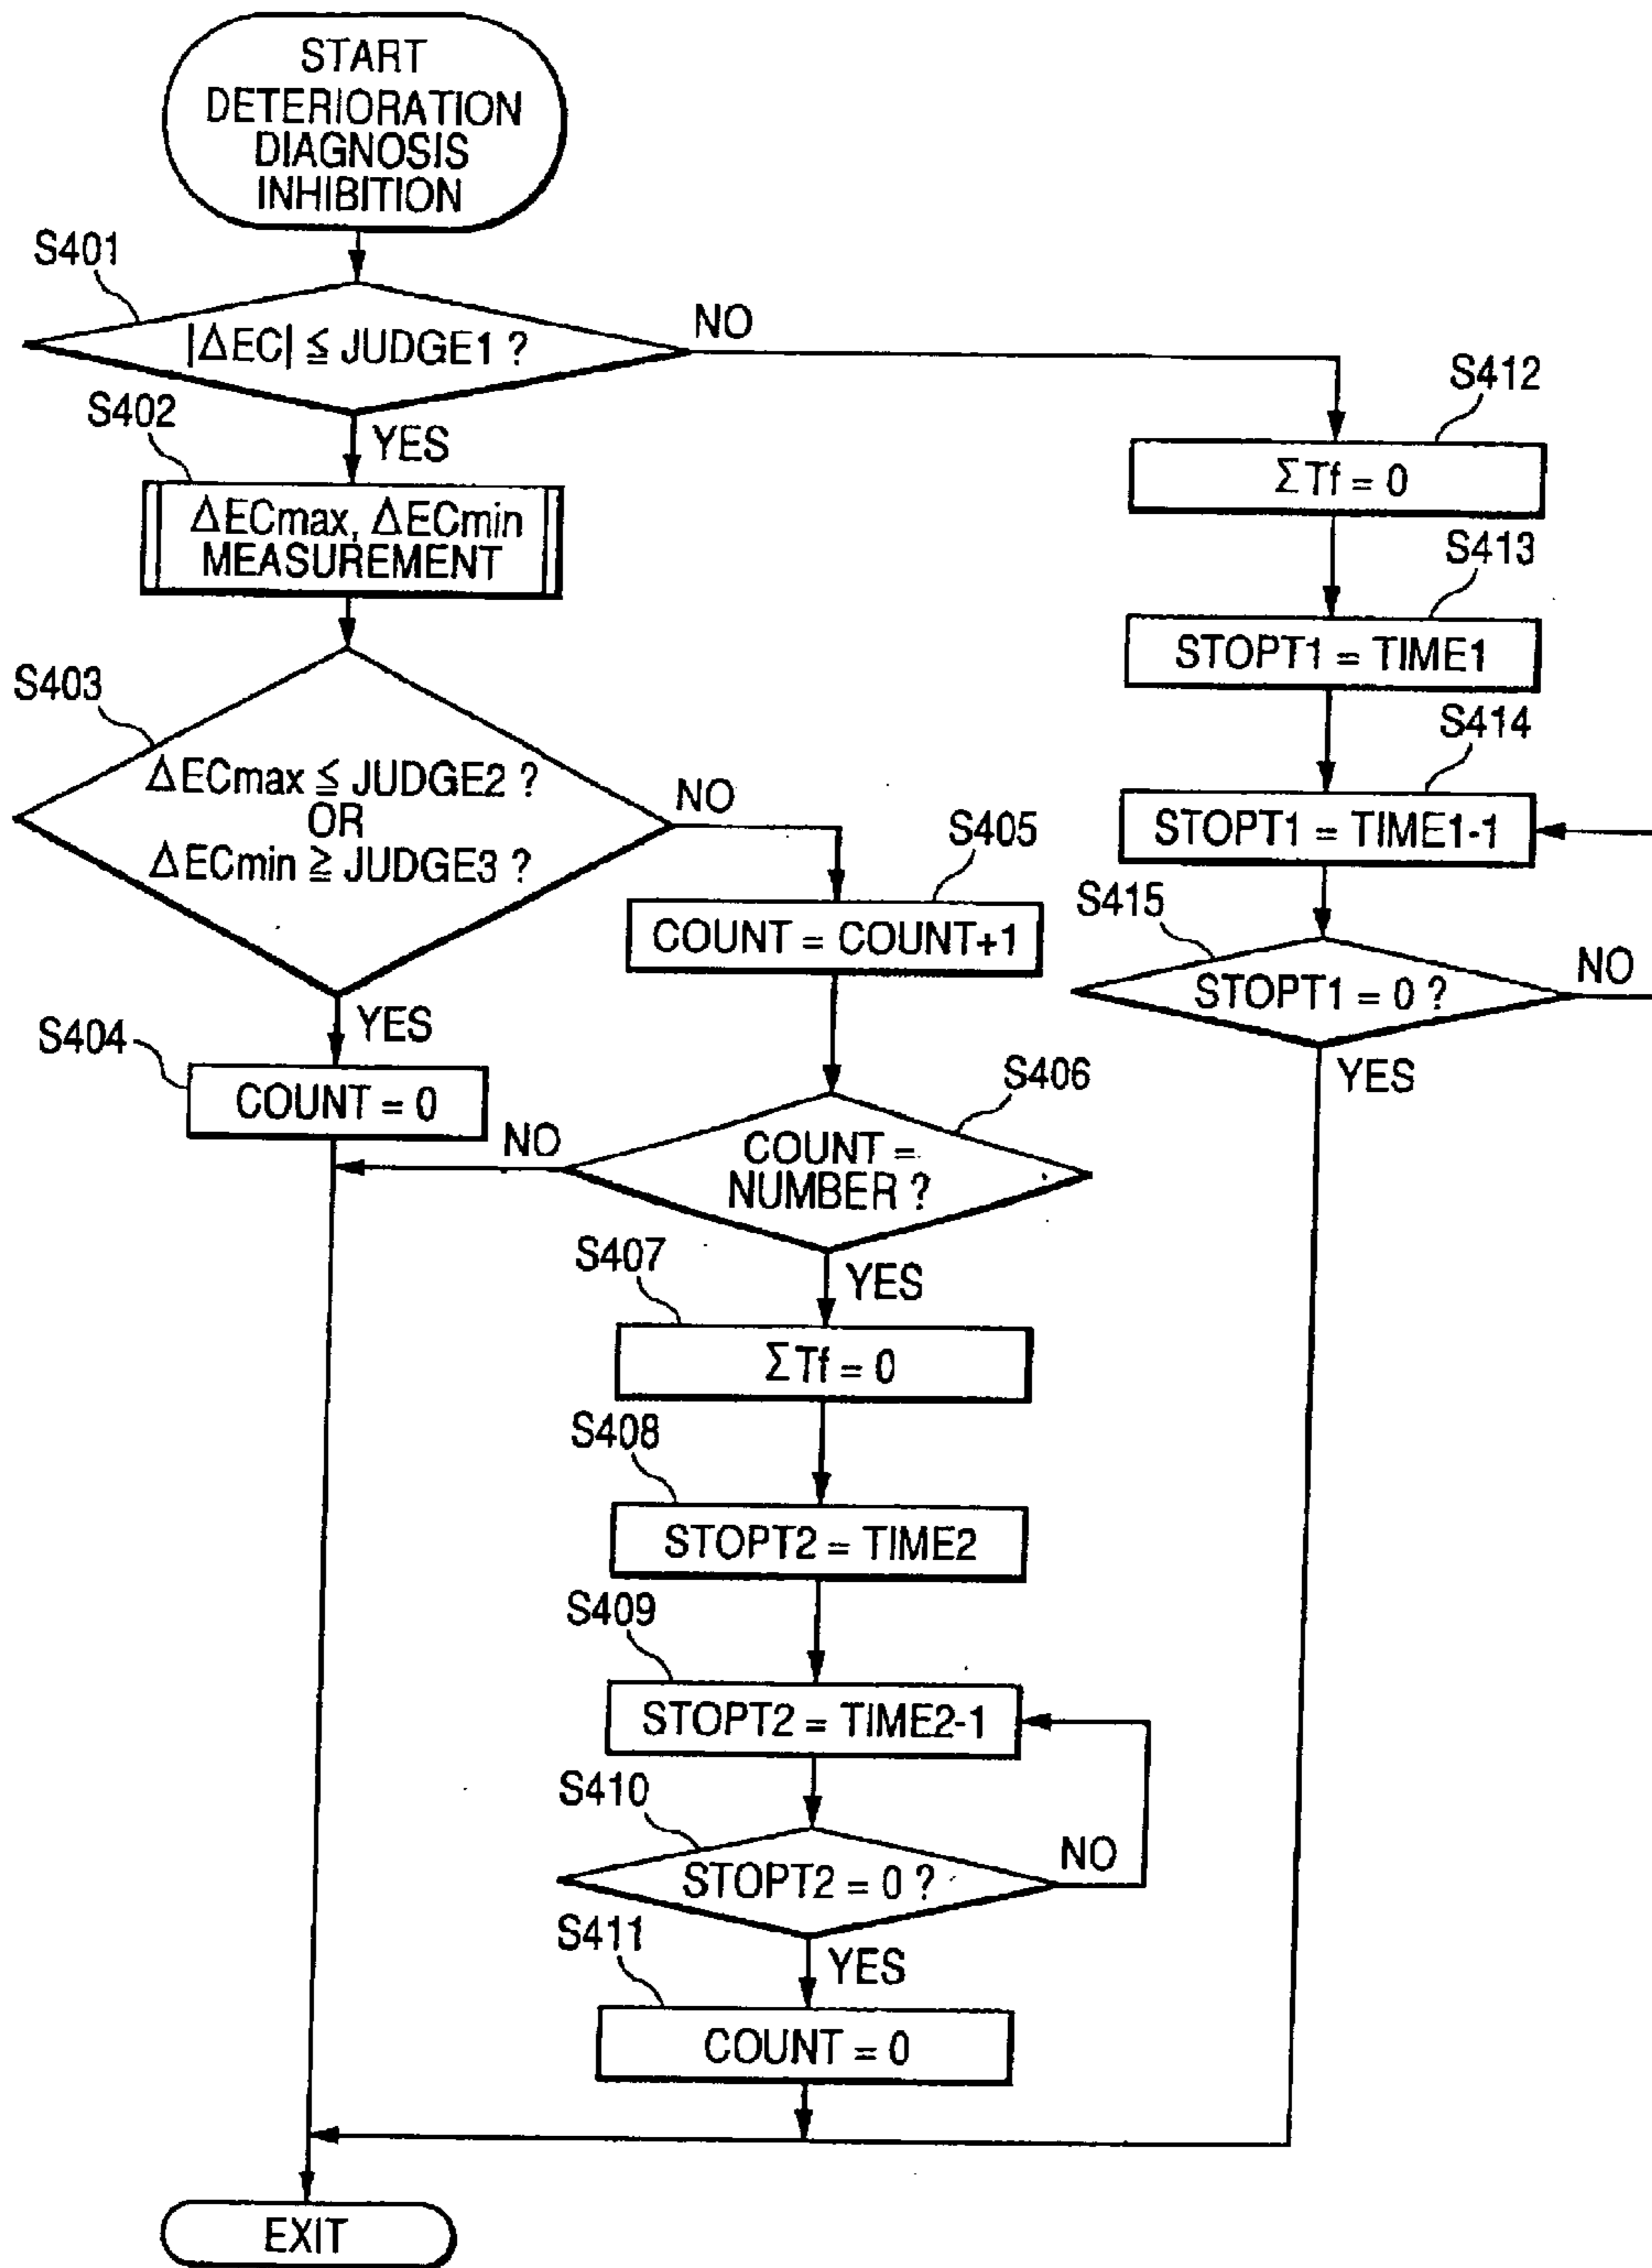 START
DETERIORATION
DIAGNOSIS
INHIBITION
S401
|ΔEC| ≦ JUDGE1 ?
NO
YES
S402
ΔECmax, ΔECmin
MEASUREMENT
S403
ΔECmax ≦ JUDGE2 ?
OR
ΔECmin ≧ JUDGE3 ?
NO
YES
S404
COUNT = 0
S405
COUNT = COUNT+1
S406
COUNT =
NUMBER ?
NO
YES
S407
ΣTf = 0
S408
STOPT2 = TIME2
S409
STOPT2 = TIME2-1
S410
STOPT2 = 0 ?
NO
YES
S411
COUNT = 0
S412
ΣTf = 0
S413
STOPT1 = TIME1
S414
STOPT1 = TIME1-1
S415
STOPT1 = 0 ?
NO
YES
EXIT